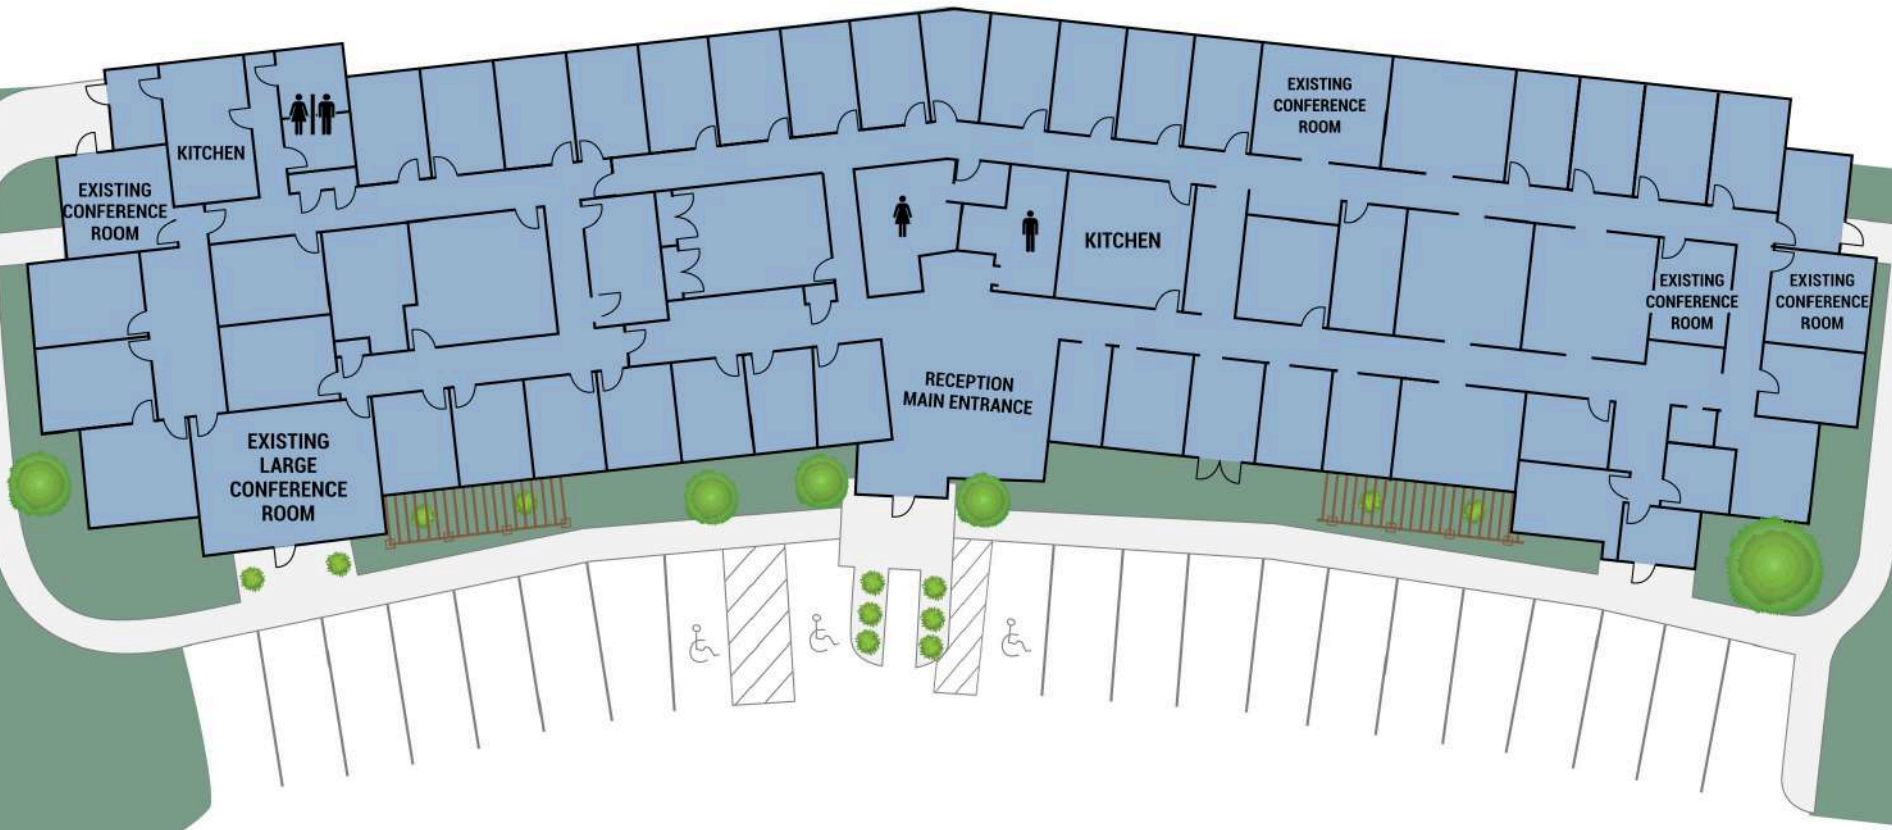 KITCHEN
EXISTING
CONFERENCE
ROOM
EXISTING
LARGE
CONFERENCE
ROOM
RECEPTION
MAIN ENTRANCE
KITCHEN
EXISTING
CONFERENCE
ROOM
EXISTING
CONFERENCE
ROOM
EXISTING
CONFERENCE
ROOM